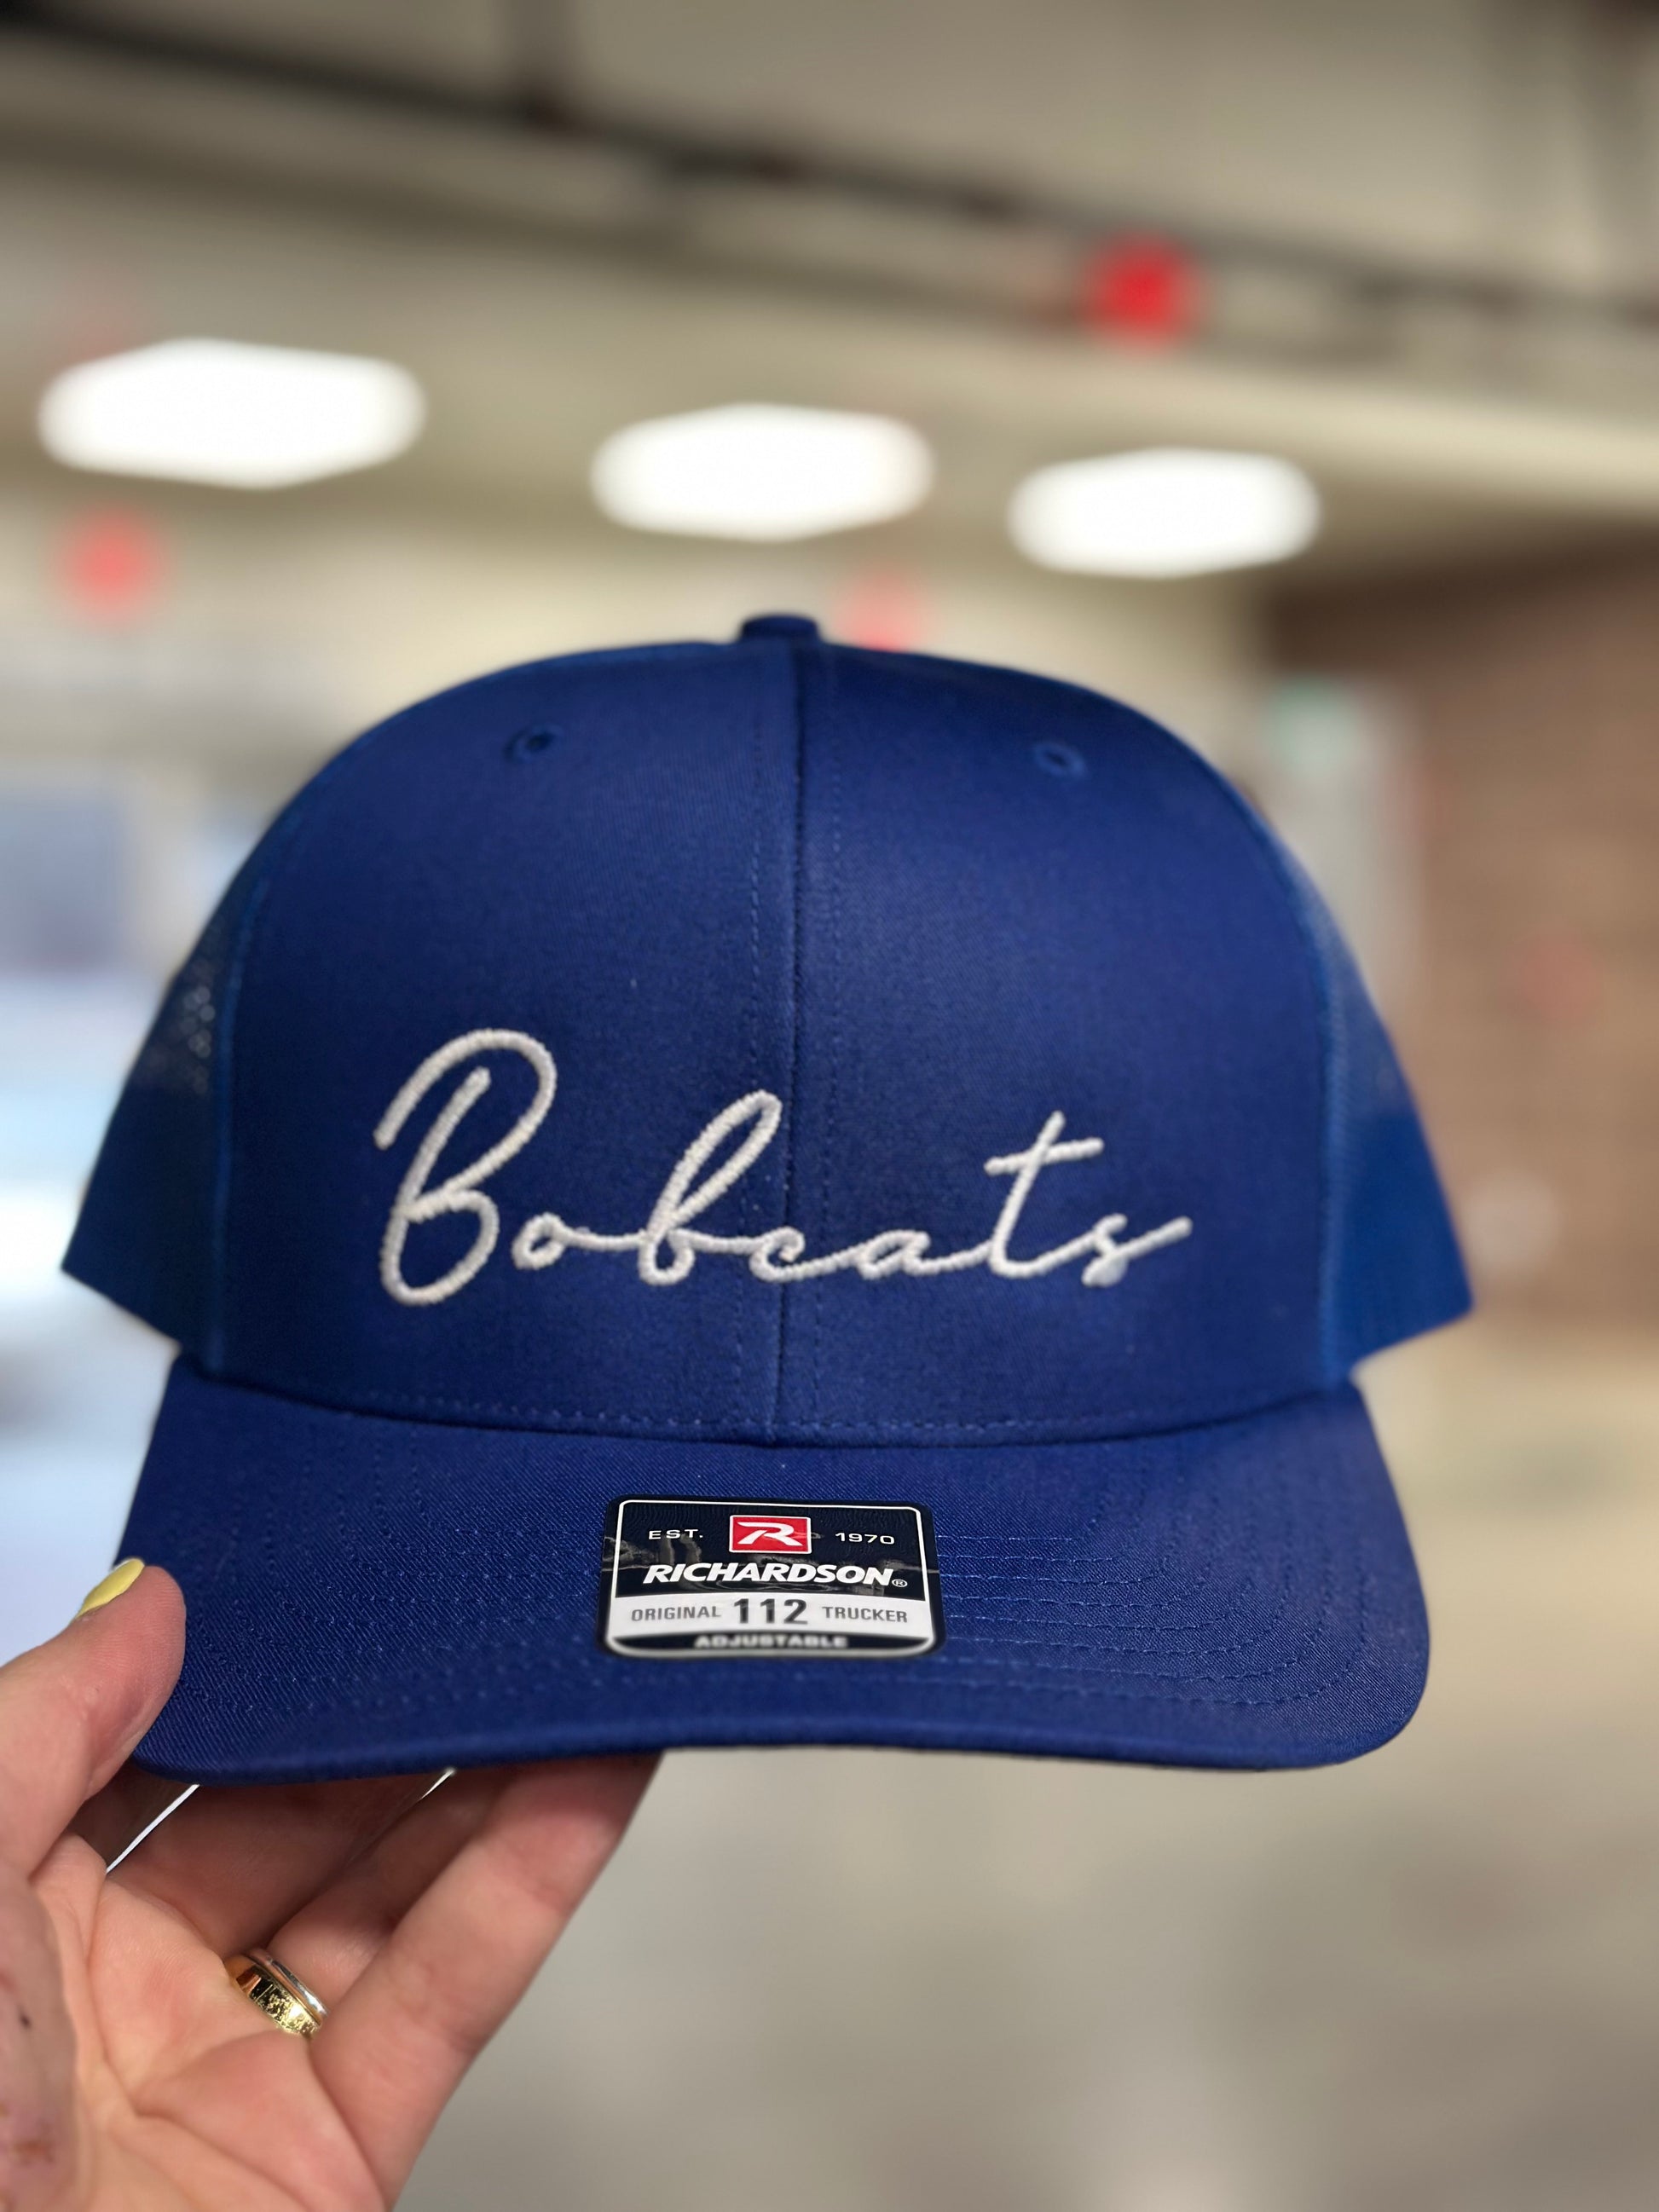 Bobcats
EST. R 1970
RICHARDSON®
ORIGINAL 112 TRUCKER
ADJUSTABLE